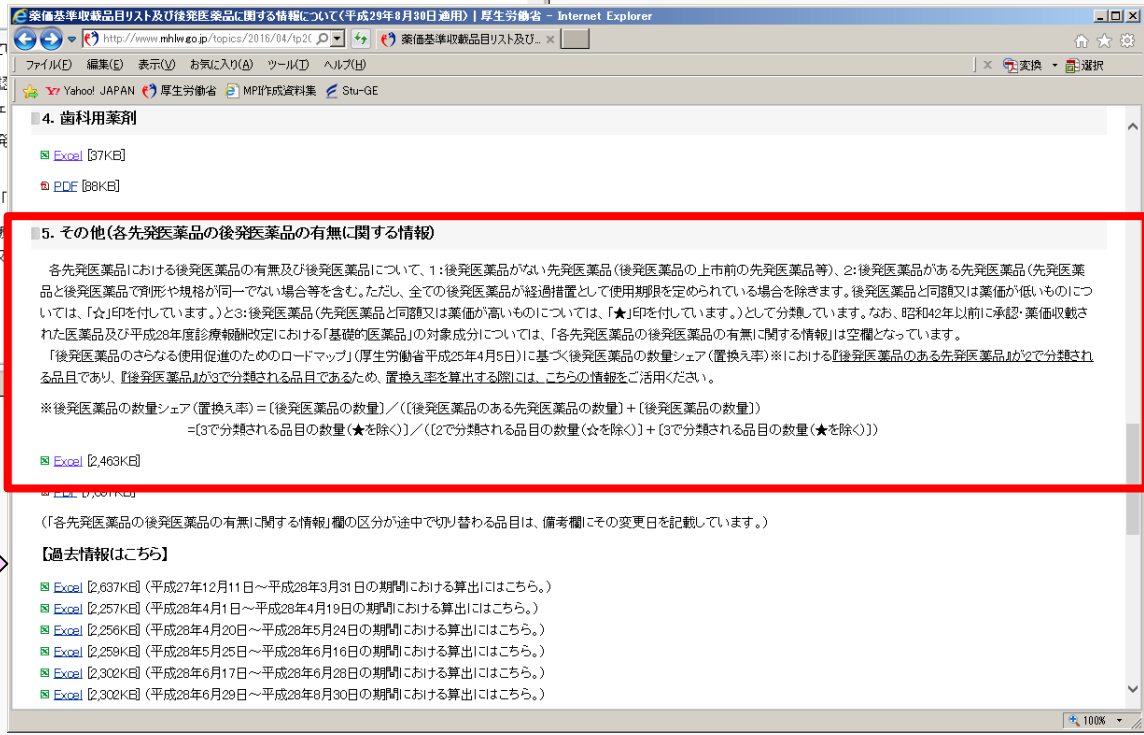 薬価基準収載品目リスト及び後発医薬品に関する情報について(平成29年8月30日適用)|厚生労働省 - Internet Explorer
http://www.mhlw.go.jp/topics/2016/04/tp20
薬価基準収載品目リスト及び... ×
ファイル(F) 編集(E) 表示(V) お気に入り(A) ツール(T) ヘルプ(H)
× 変換 選択
Yahoo! JAPAN 厚生労働省 MPI作成資料集 Stu-GE
4. 歯科用薬剤
Excel [37KB]
PDF [88KB]
5. その他(各先発医薬品の後発医薬品の有無に関する情報)
各先発医薬品における後発医薬品の有無及び後発医薬品について、1:後発医薬品がない先発医薬品(後発医薬品の上市前の先発医薬品等)、2:後発医薬品がある先発医薬品(先発医薬
品と後発医薬品で剤形や規格が同一でない場合等を含む。ただし、全ての後発医薬品が経過措置として使用期限を定められている場合を除きます。後発医薬品と同額又は薬価が低いものにつ
いては、「☆」印を付しています。)と3:後発医薬品(先発医薬品と同額又は薬価が高いものについては、「★」印を付しています。)として分類しています。なお、昭和42年以前に承認・薬価収載さ
れた医薬品及び平成28年度診療報酬改定における「基礎的医薬品」の対象成分については、「各先発医薬品の後発医薬品の有無に関する情報」は空欄となっています。
「後発医薬品のさらなる使用促進のためのロードマップ」(厚生労働省平成25年4月5日)に基づく後発医薬品の数量シェア(置換え率)※における『後発医薬品のある先発医薬品』が2で分類され
る品目であり、『後発医薬品』が3で分類される品目であるため、置換え率を算出する際には、こちらの情報をご活用ください。
※後発医薬品の数量シェア(置換え率)=〔後発医薬品の数量〕/(〔後発医薬品のある先発医薬品の数量〕+〔後発医薬品の数量〕)
=〔3で分類される品目の数量(★を除く)〕/(〔2で分類される品目の数量(☆を除く)〕+〔3で分類される品目の数量(★を除く)〕)
Excel [2,463KB]
(「各先発医薬品の後発医薬品の有無に関する情報」欄の区分が途中で切り替わる品目は、備考欄にその変更日を記載しています。)
【過去情報はこちら】
Excel [2,637KB] (平成27年12月11日~平成28年3月31日の期間における算出にはこちら。)
Excel [2,257KB] (平成28年4月1日~平成28年4月19日の期間における算出にはこちら。)
Excel [2,256KB] (平成28年4月20日~平成28年5月24日の期間における算出にはこちら。)
Excel [2,259KB] (平成28年5月25日~平成28年6月16日の期間における算出にはこちら。)
Excel [2,302KB] (平成28年6月17日~平成28年6月28日の期間における算出にはこちら。)
Excel [2,302KB] (平成28年6月29日~平成28年8月30日の期間における算出にはこちら。)
100%